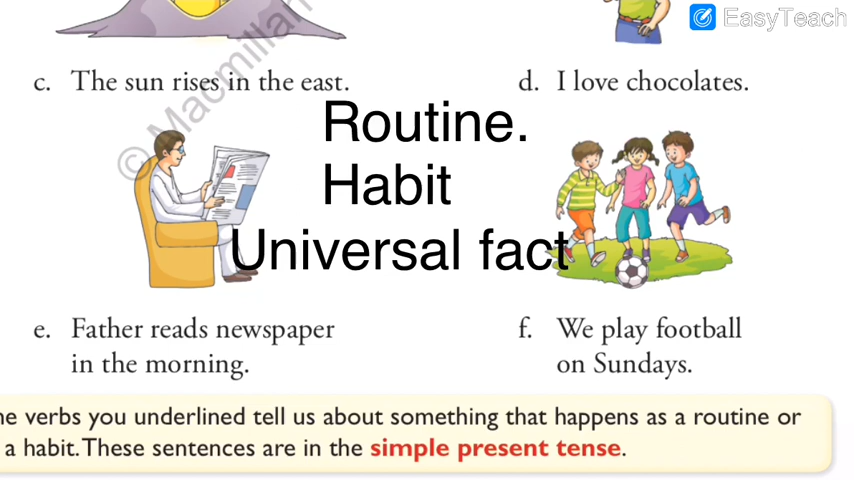 EasyTeach
© Macmillan
c. The sun rises in the east.
d. I love chocolates.
Routine.
Habit
Universal fact
e. Father reads newspaper
in the morning.
f. We play football
on Sundays.
he verbs you underlined tell us about something that happens as a routine or
a habit. These sentences are in the simple present tense.